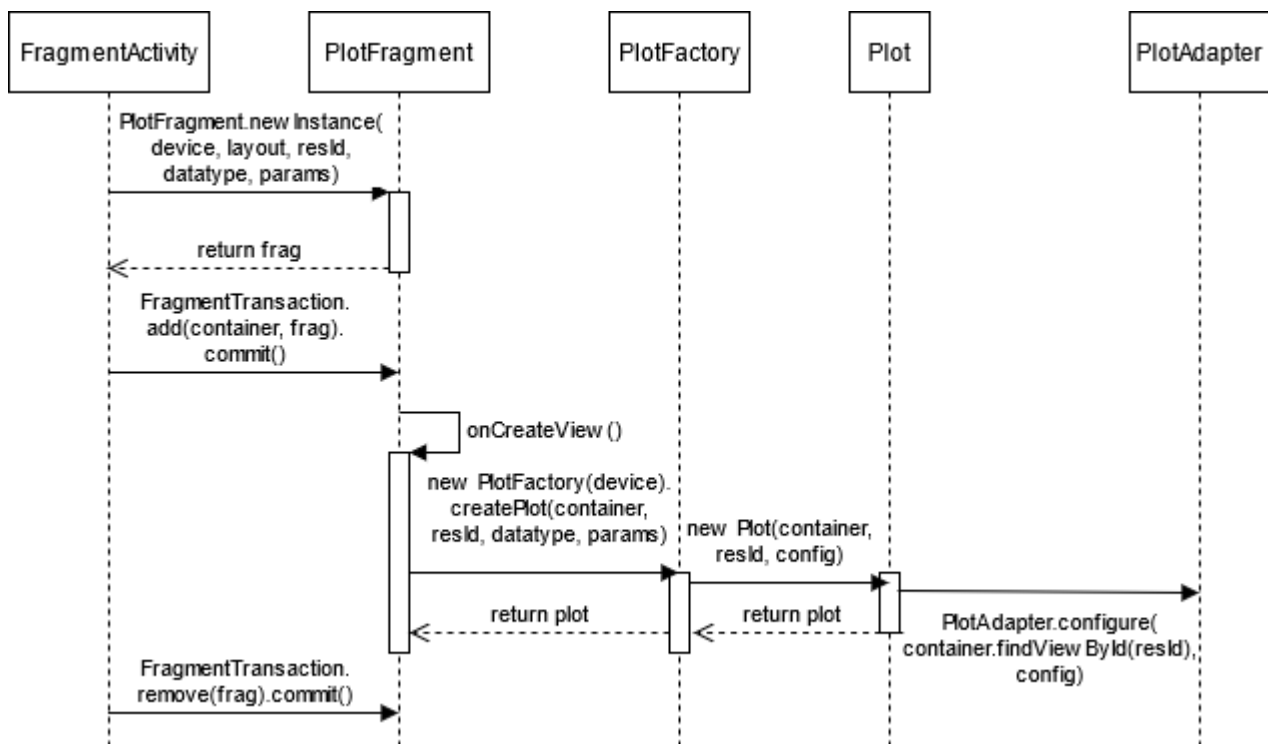 FragmentActivity
PlotFragment
PlotFactory
Plot
PlotAdapter
PlotFragment.newInstance(
device, layout, resId,
datatype, params)
return frag
FragmentTransaction.
add(container, frag).
commit()
onCreateView()
new PlotFactory(device).
createPlot(container,
resId, datatype, params)
new Plot(container,
resId, config)
return plot
return plot
PlotAdapter.configure(
container.findViewById(resId),
config)
FragmentTransaction.
remove(frag).commit()